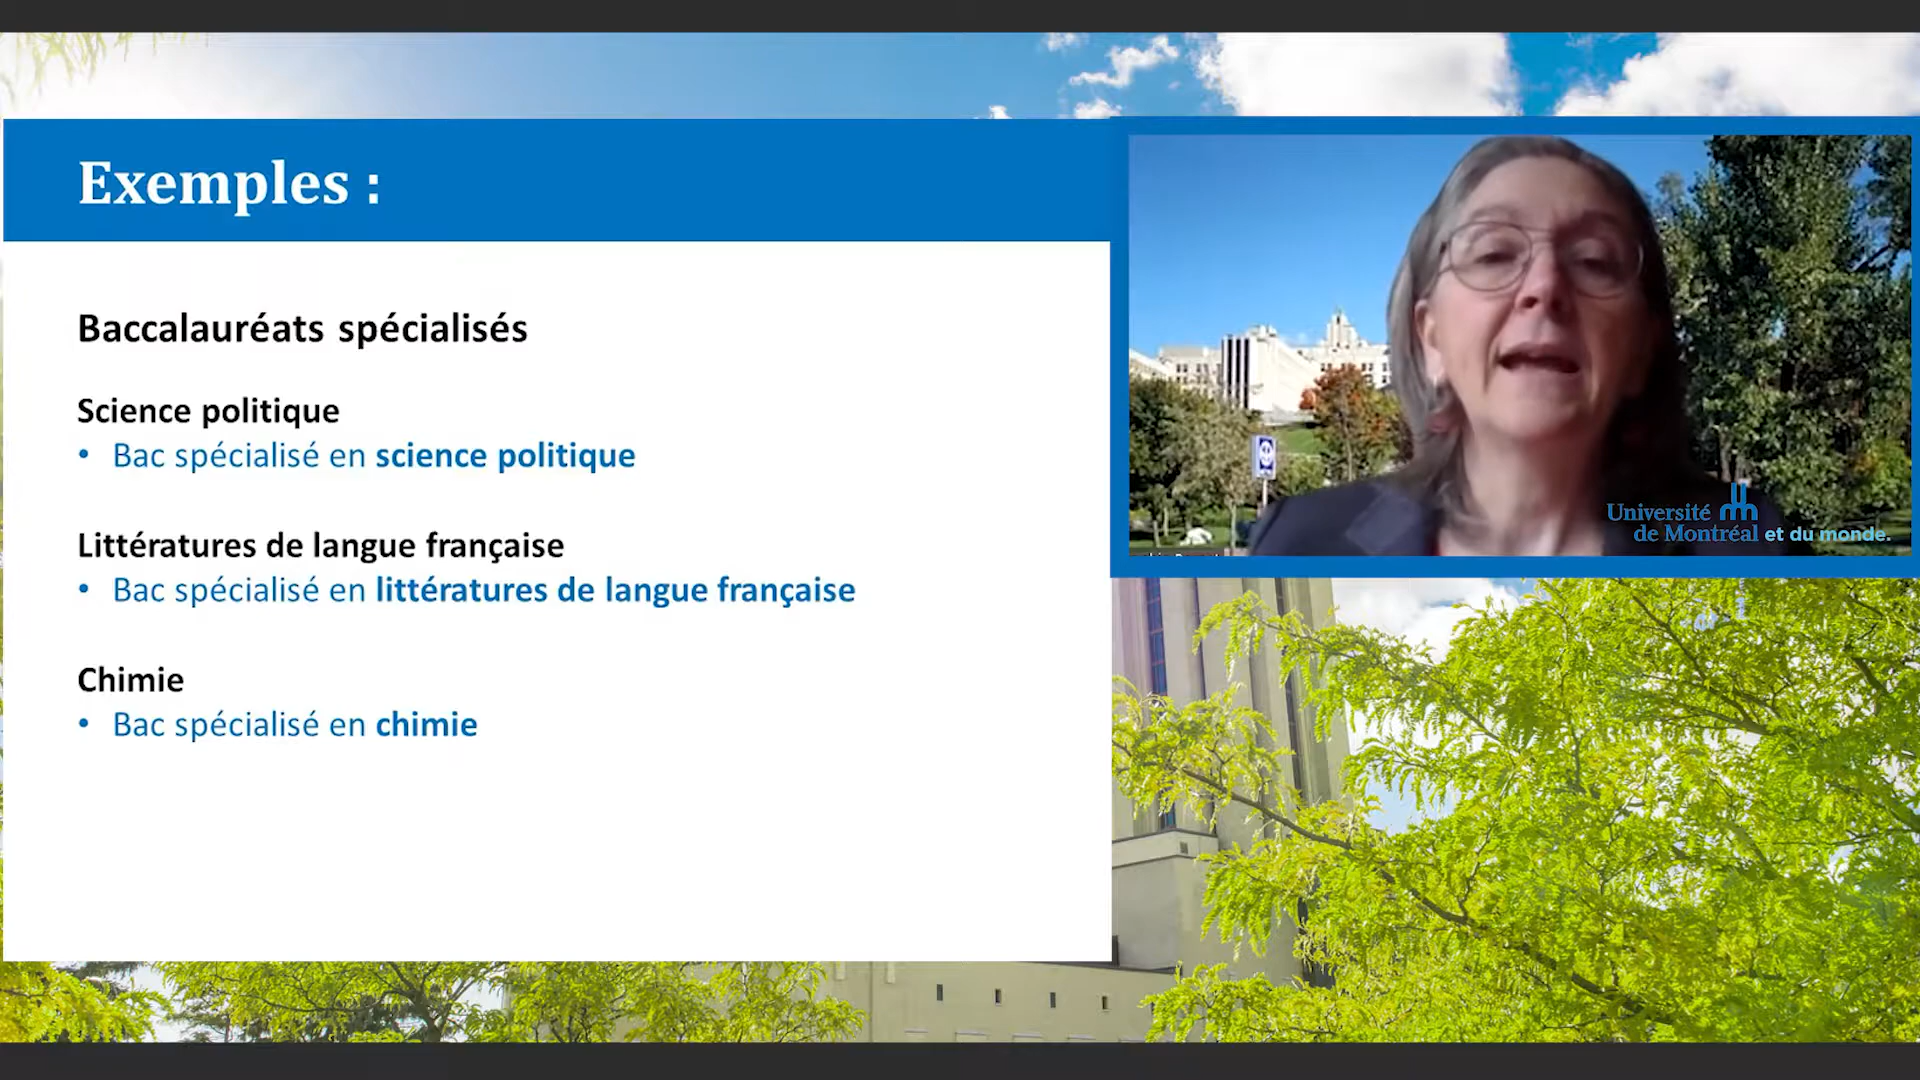 Exemples :
Baccalauréats spécialisés
Science politique
• Bac spécialisé en science politique
Littératures de langue française
• Bac spécialisé en littératures de langue française
Chimie
• Bac spécialisé en chimie
Université
de Montréal et du monde.